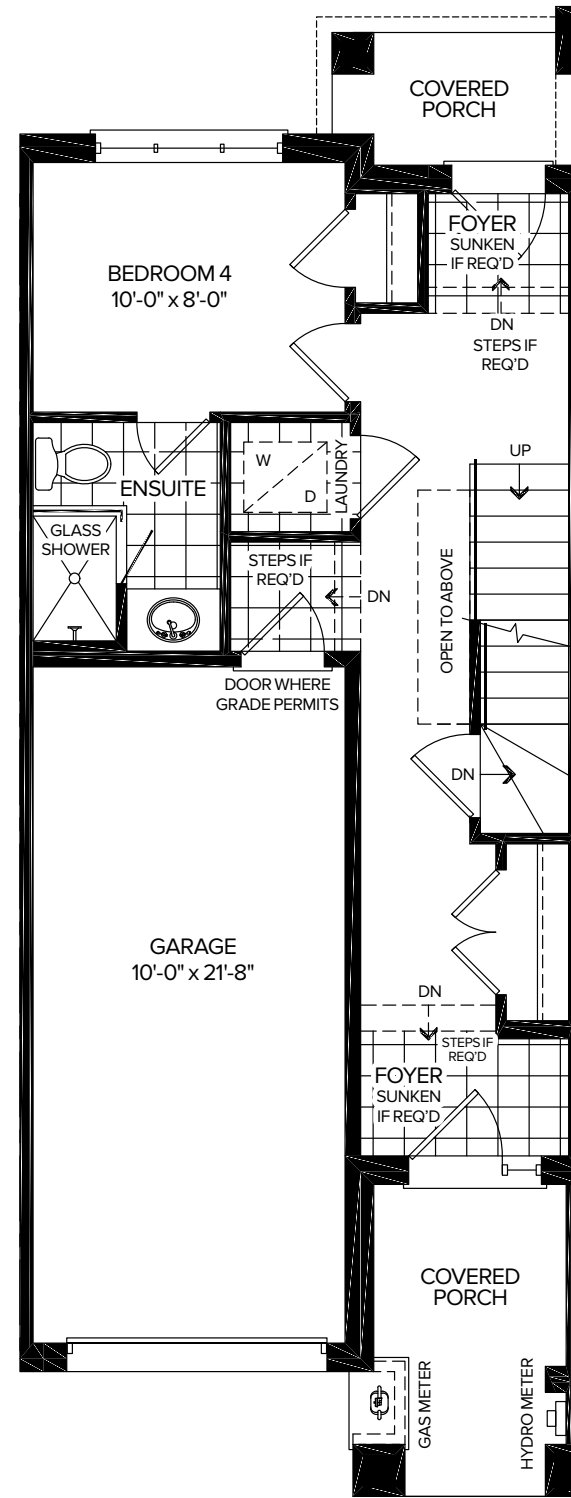 COVERED
PORCH
FOYER
SUNKEN
IF REQ'D
DN
STEPS IF
REQ'D
BEDROOM 4
10'-0" x 8'-0"
UP
W
D
LAUNDRY
ENSUITE
GLASS
SHOWER
STEPS IF
REQ'D
DN
OPEN TO ABOVE
DOOR WHERE
GRADE PERMITS
DN
GARAGE
10'-0" x 21'-8"
DN
STEPS IF
REQ'D
FOYER
SUNKEN
IF REQ'D
COVERED
PORCH
GAS METER
HYDRO METER